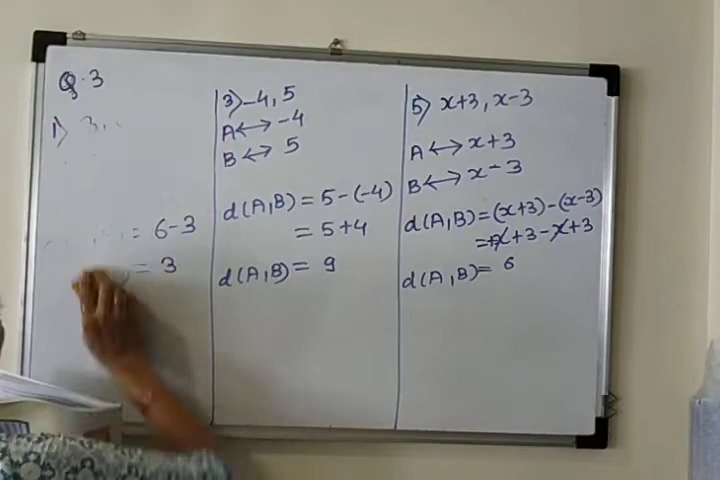 Q.3
1) 3,
= 6-3
= 3
3) -4, 5
A ↔ -4
B ↔ 5
d(A,B) = 5-(-4)
= 5+4
d(A,B) = 9
5) x+3, x-3
A ↔ x+3
B ↔ x-3
d(A,B) = (x+3)-(x-3)
= +x+3-x+3
d(A,B) = 6